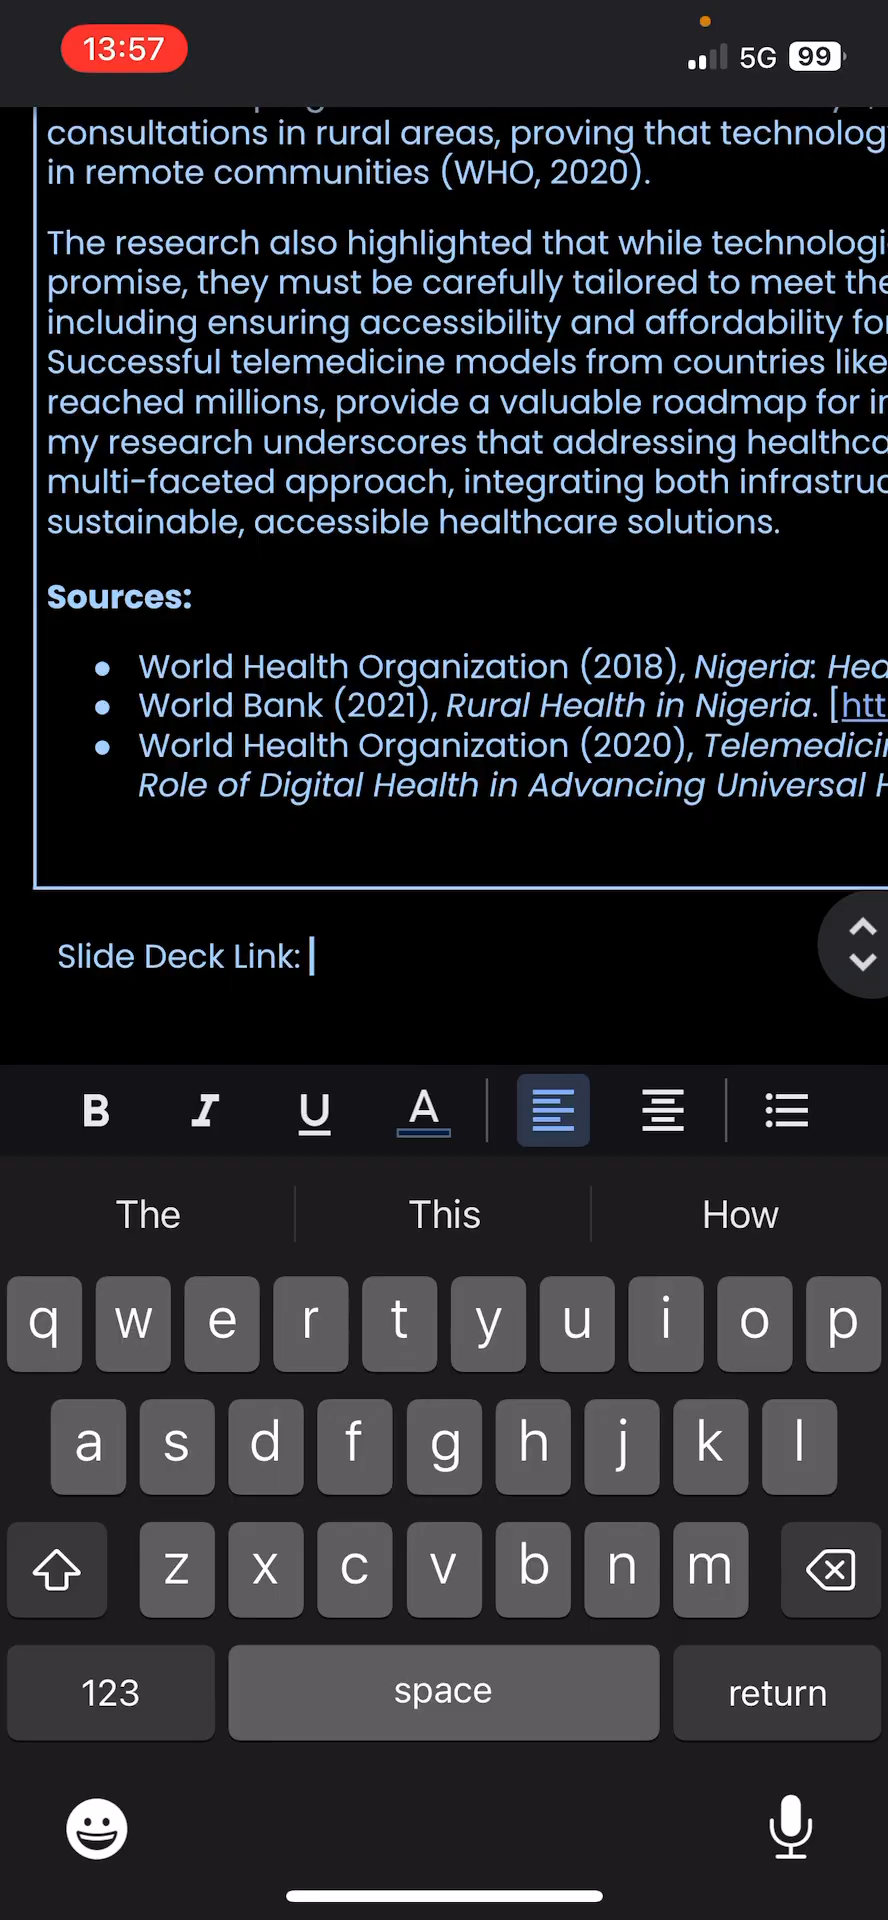 13:57
5G 99
consultations in rural areas, proving that technolog
in remote communities (WHO, 2020).
The research also highlighted that while technologi
promise, they must be carefully tailored to meet the
including ensuring accessibility and affordability for
Successful telemedicine models from countries like
reached millions, provide a valuable roadmap for
my research underscores that addressing healthca
multi-faceted approach, integrating both infrastruc
sustainable, accessible healthcare solutions.
Sources:
● World Health Organization (2018), Nigeria: Hea
● World Bank (2021), Rural Health in Nigeria. [htt
● World Health Organization (2020), Telemedicin
Role of Digital Health in Advancing Universal H
Slide Deck Link:
B I U A
The This How
q w e r t y u i o p
a s d f g h j k l
z x c v b n m
123 space return